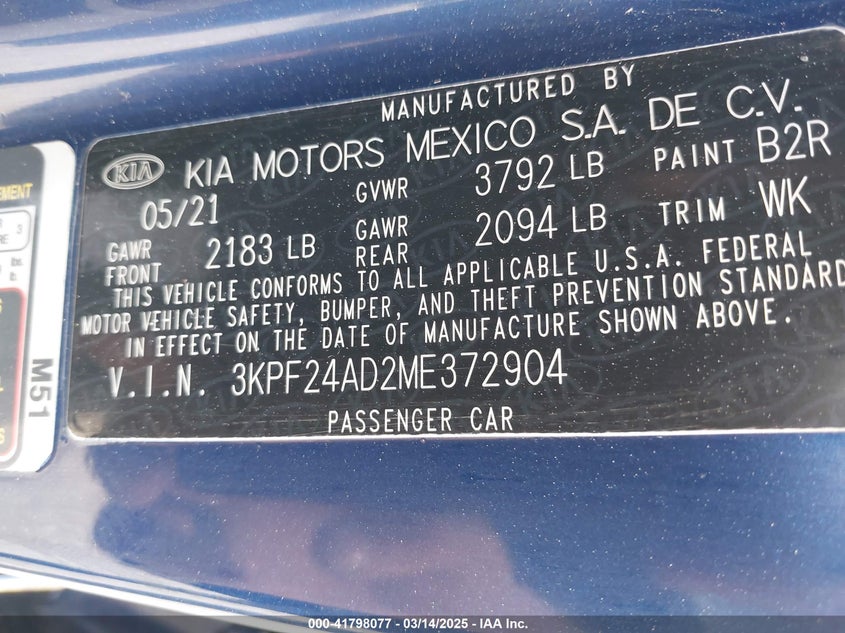 MANUFACTURED BY
KIA KIA MOTORS MEXICO S.A. DE C.V.
05/21 GVWR 3792 LB PAINT B2R
GAWR FRONT 2183 LB GAWR REAR 2094 LB TRIM WK
THIS VEHICLE CONFORMS TO ALL APPLICABLE U.S.A. FEDERAL
MOTOR VEHICLE SAFETY, BUMPER, AND THEFT PREVENTION STANDARD
IN EFFECT ON THE DATE OF MANUFACTURE SHOWN ABOVE.
V.I.N. 3KPF24AD2ME372904
PASSENGER CAR
M51
000-41798077 — 03/14/2025 — IAA Inc.